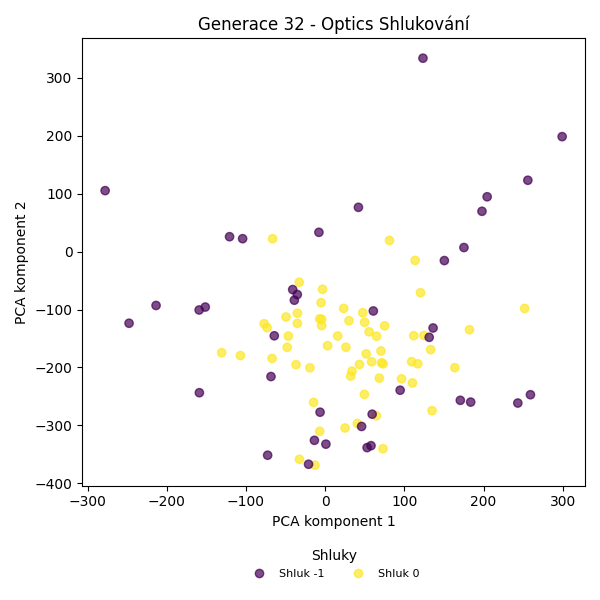 Generace 32 - Optics Shlukování
PCA komponent 2
300
200
100
0
−100
−200
−300
−400
−300
−200
−100
0
100
200
300
PCA komponent 1
Shluky
Shluk -1
Shluk 0